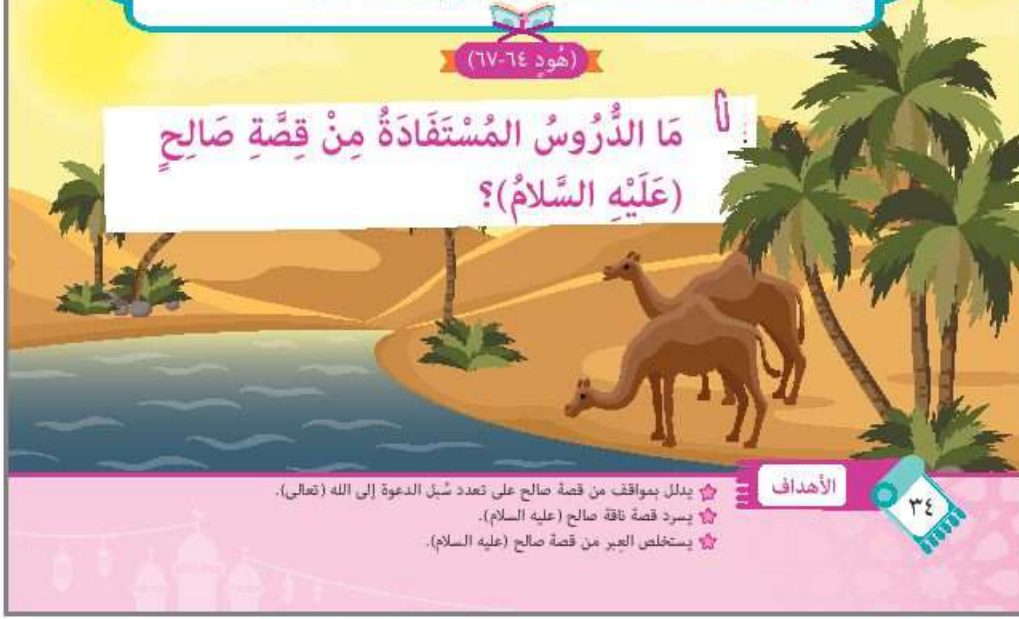 (هُودٍ ٦٤-٦٧)
مَا الدُّرُوسُ المُسْتَفَادَةُ مِنْ قِصَّةِ صَالِحٍ
(عَلَيْهِ السَّلامُ)؟
الأهداف
٣٤
يدلل بمواقف من قصة صالح على تعدد سُبل الدعوة إلى الله (تعالى).
يسرد قصة ناقة صالح (عليه السلام).
يستخلص العِبر من قصة صالح (عليه السلام).